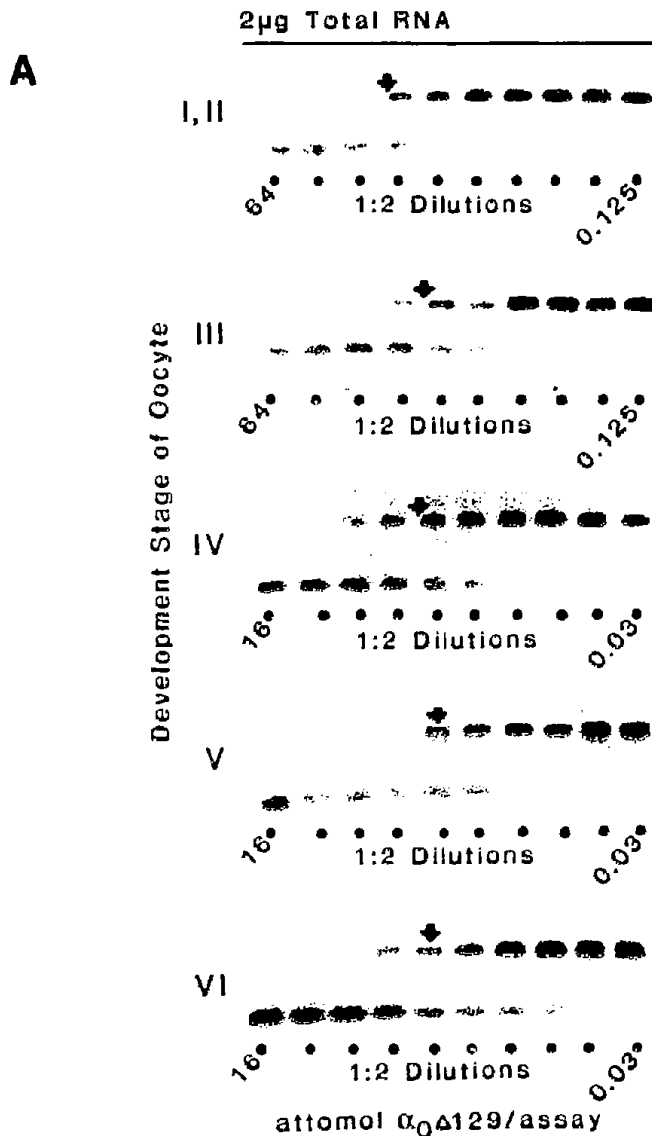 2µg Total RNA
A
I, II
64
1:2 Dilutions
0.125
III
64
1:2 Dilutions
0.125
Development Stage of Oocyte
IV
16
1:2 Dilutions
0.03
V
16
1:2 Dilutions
0.03
VI
16
1:2 Dilutions
0.03
attomol αoΔ129/assay